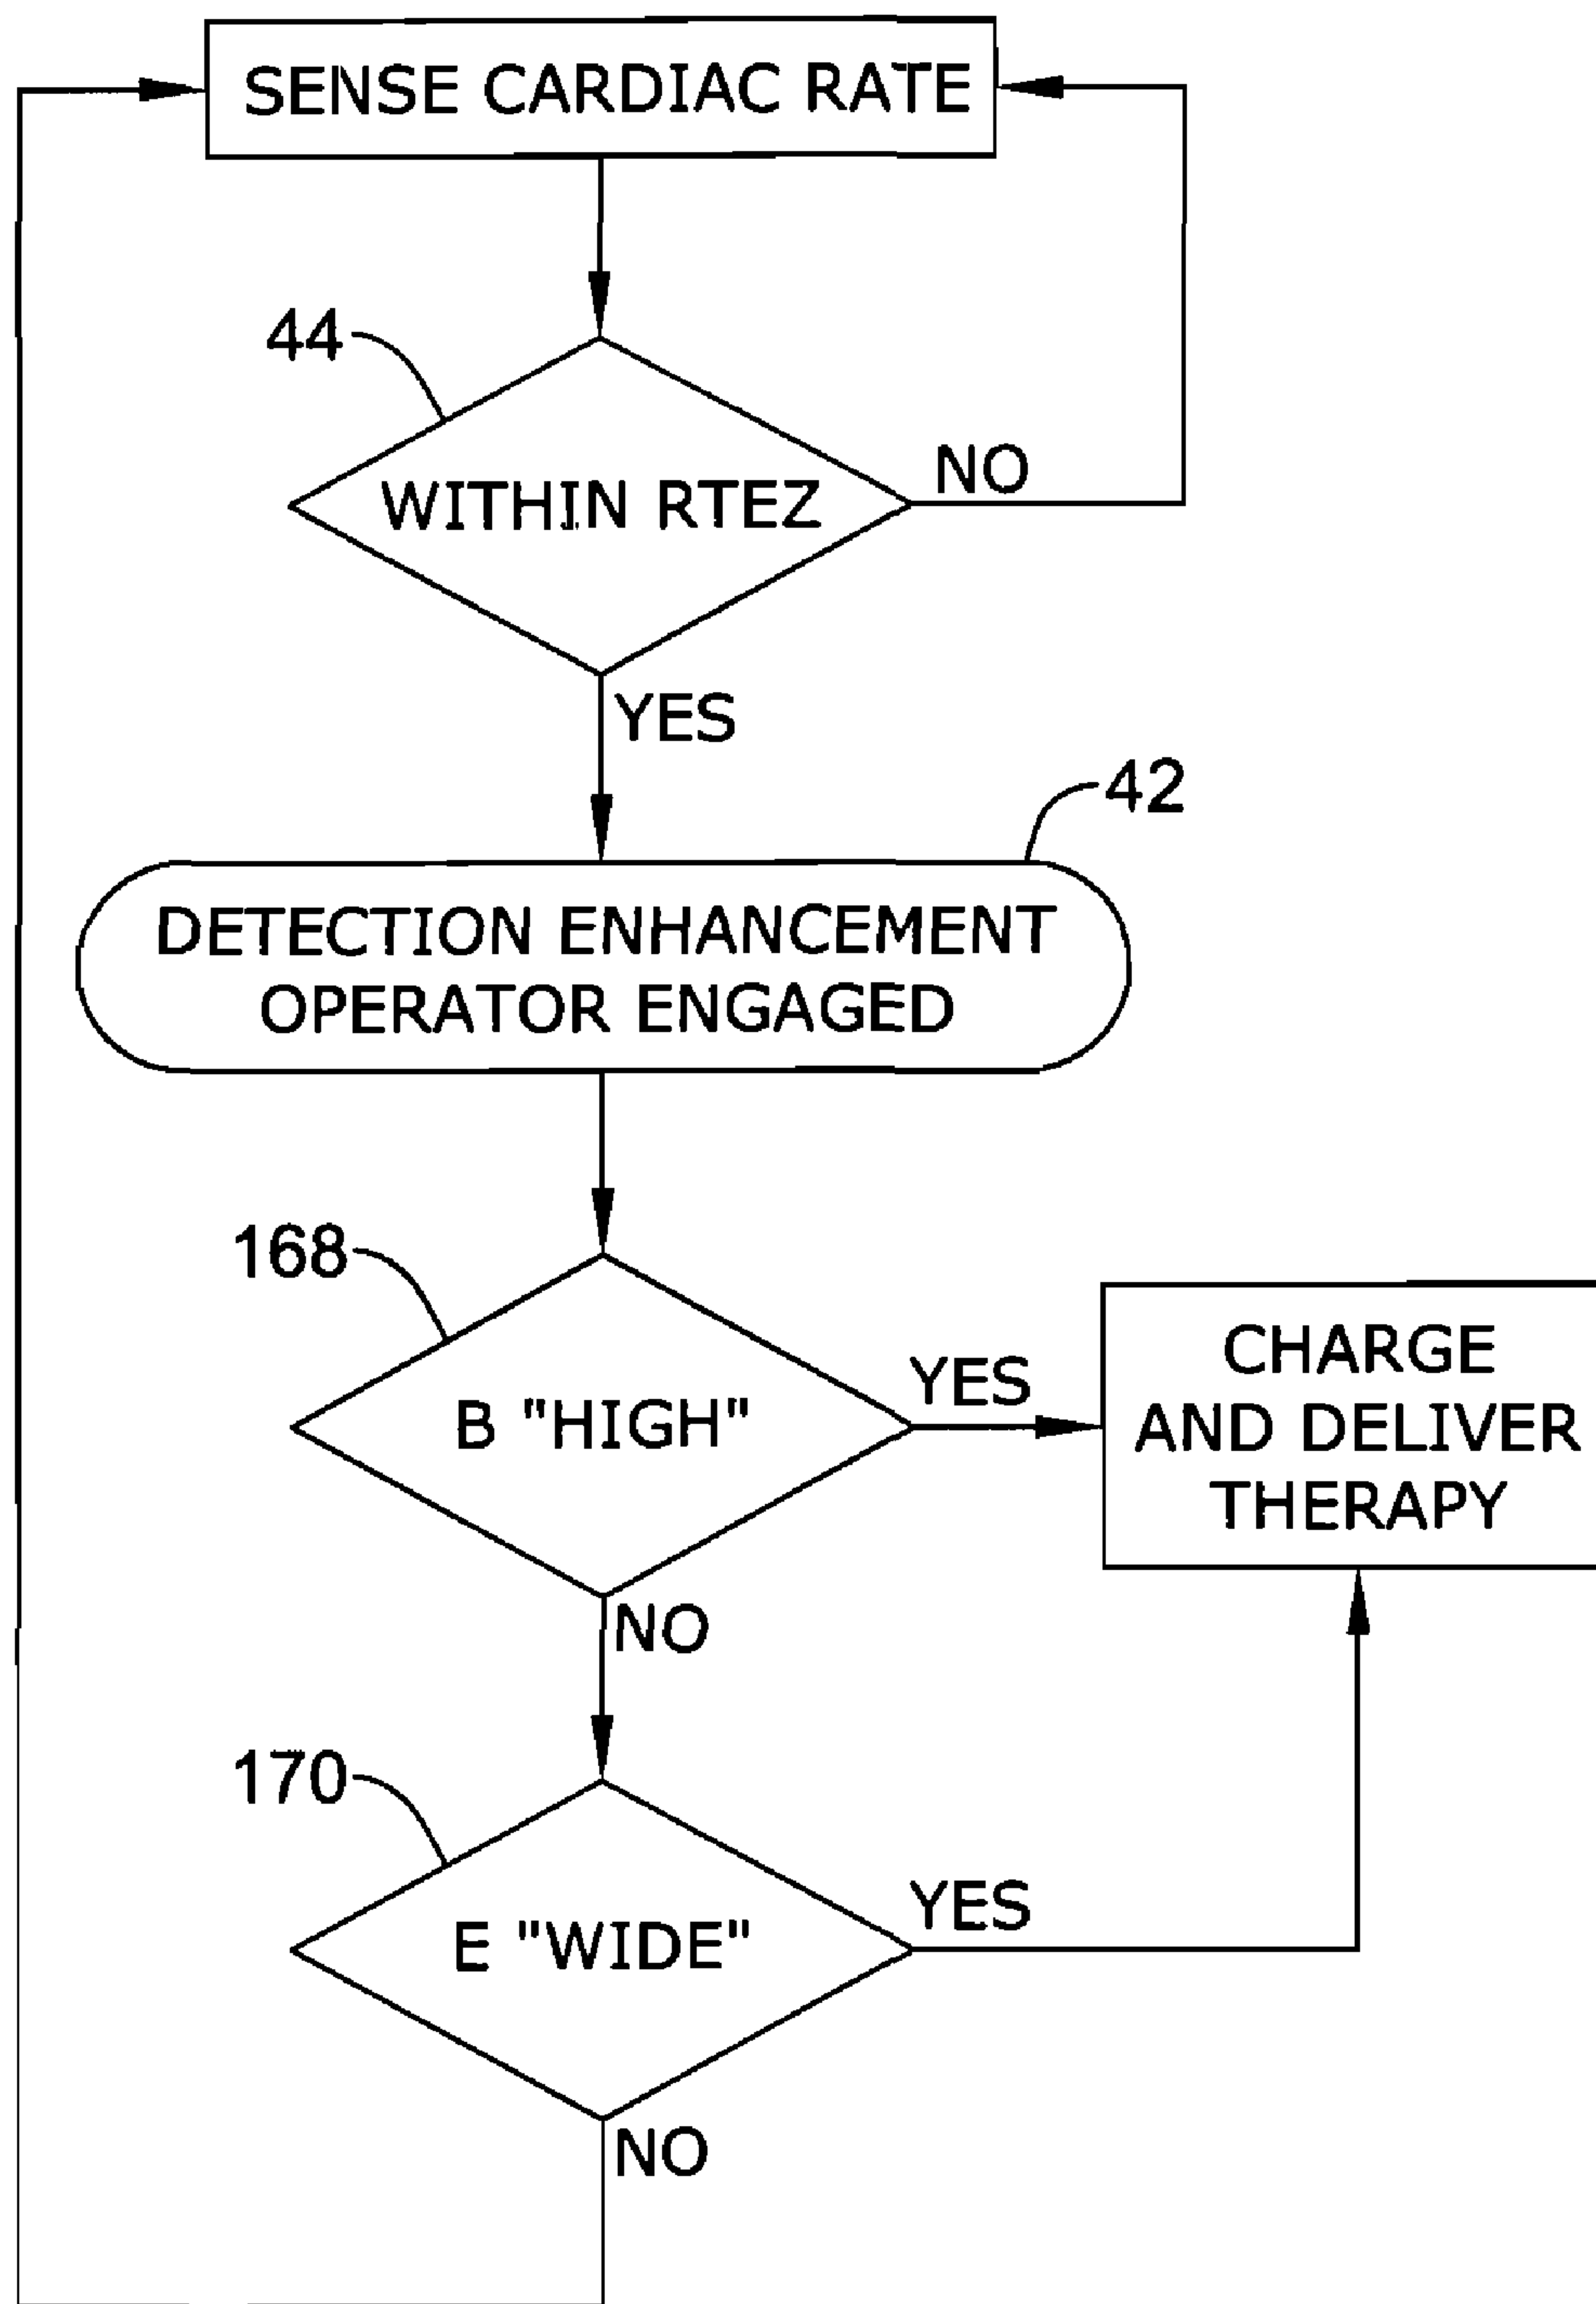 SENSE CARDIAC RATE
44
WITHIN RTEZ
NO
YES
42
DETECTION ENHANCEMENT
OPERATOR ENGAGED
168
B "HIGH"
YES
CHARGE
AND DELIVER
THERAPY
NO
170
E "WIDE"
YES
NO